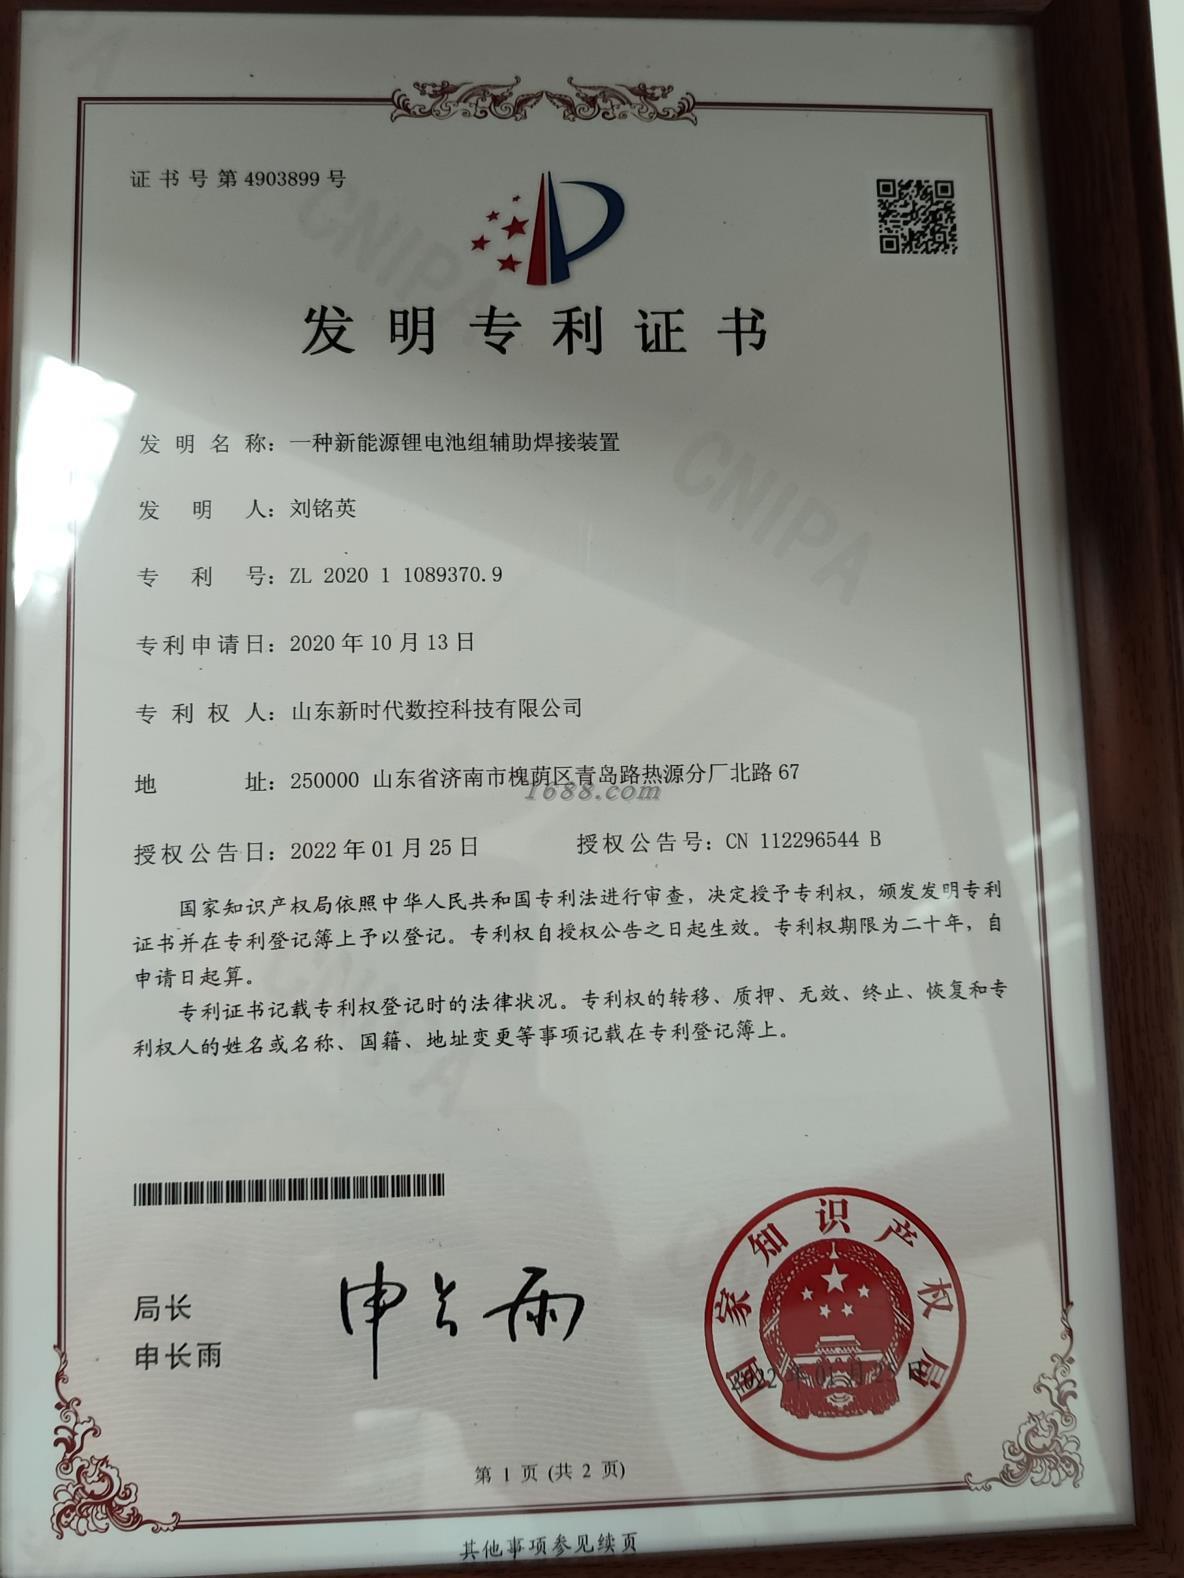 证书号第4903899号
发明专利证书
发明名称：一种新能源锂电池组辅助焊接装置
发明人：刘铭英
专利号：ZL 2020 1 1089370.9
专利申请日：2020年10月13日
专利权人：山东新时代数控科技有限公司
地址：250000 山东省济南市槐荫区青岛路热源分厂北路67
1688.com
授权公告日：2022年01月25日 授权公告号：CN 112296544 B
国家知识产权局依照中华人民共和国专利法进行审查，决定授予专利权，颁发发明专利
证书并在专利登记簿上予以登记。专利权自授权公告之日起生效。专利权期限为二十年，自
申请日起算。
专利证书记载专利权登记时的法律状况。专利权的转移、质押、无效、终止、恢复和专
利权人的姓名或名称、国籍、地址变更等事项记载在专利登记簿上。
局长
申长雨
申长雨
国家知识产权局
2022年01月25日
第 1 页 (共 2 页)
其他事项参见续页
CNIPA
CNIPA
CNIPA